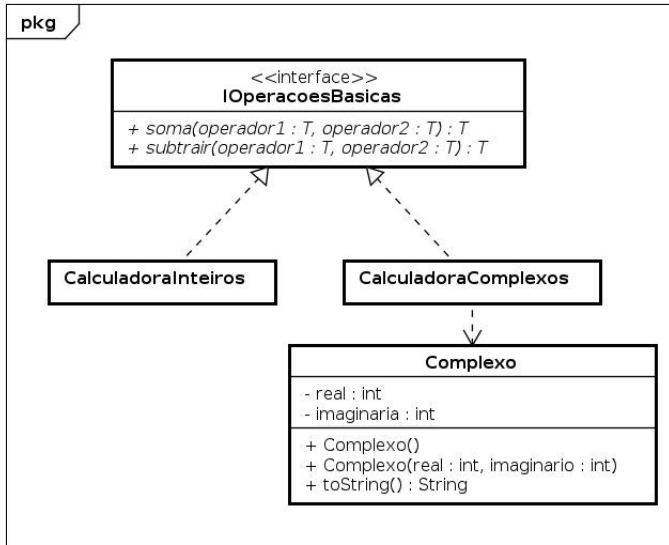 pkg
<<interface>>
IOperacoesBasicas
+ soma(operador1 : T, operador2 : T) : T
+ subtrair(operador1 : T, operador2 : T) : T
CalculadoraInteiros
CalculadoraComplexos
Complexo
- real : int
- imaginaria : int
+ Complexo()
+ Complexo(real : int, imaginario : int)
+ toString() : String